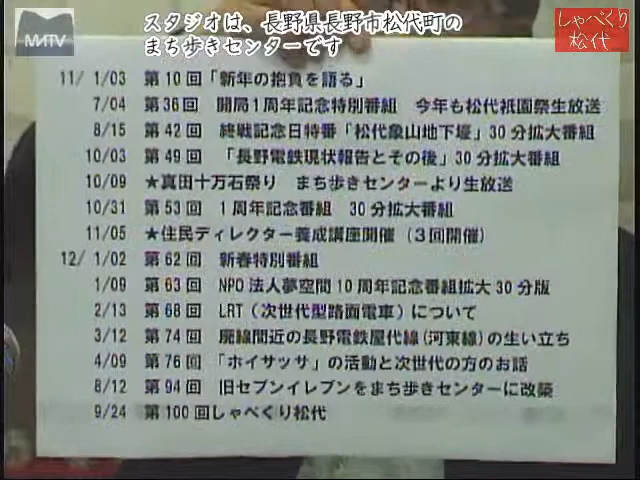 MATV
スタジオは、長野県長野市松代町の
まち歩きセンターです
しゃべくり
松代
11/ 1/03 第10回「新年の抱負を語る」
7/04 第36回 開局1周年記念特別番組 今年も松代祇園祭生放送
8/15 第42回 終戦記念日特番「松代象山地下壕」30分拡大番組
10/03 第49回 「長野電鉄現状報告とその後」30分拡大番組
10/09 ★真田十万石祭り まち歩きセンターより生放送
10/31 第53回 1周年記念番組 30分拡大番組
11/05 ★住民ディレクター養成講座開催（3回開催）
12/ 1/02 第62回 新春特別番組
1/09 第63回 NPO法人夢空間10周年記念番組拡大30分版
2/13 第68回 LRT（次世代型路面電車）について
3/12 第74回 廃線間近の長野電鉄屋代線(河東線)の生い立ち
4/09 第76回 「ホイサッサ」の活動と次世代の方のお話
8/12 第94回 旧セブンイレブンをまち歩きセンターに改築
9/24 第100回しゃべくり松代